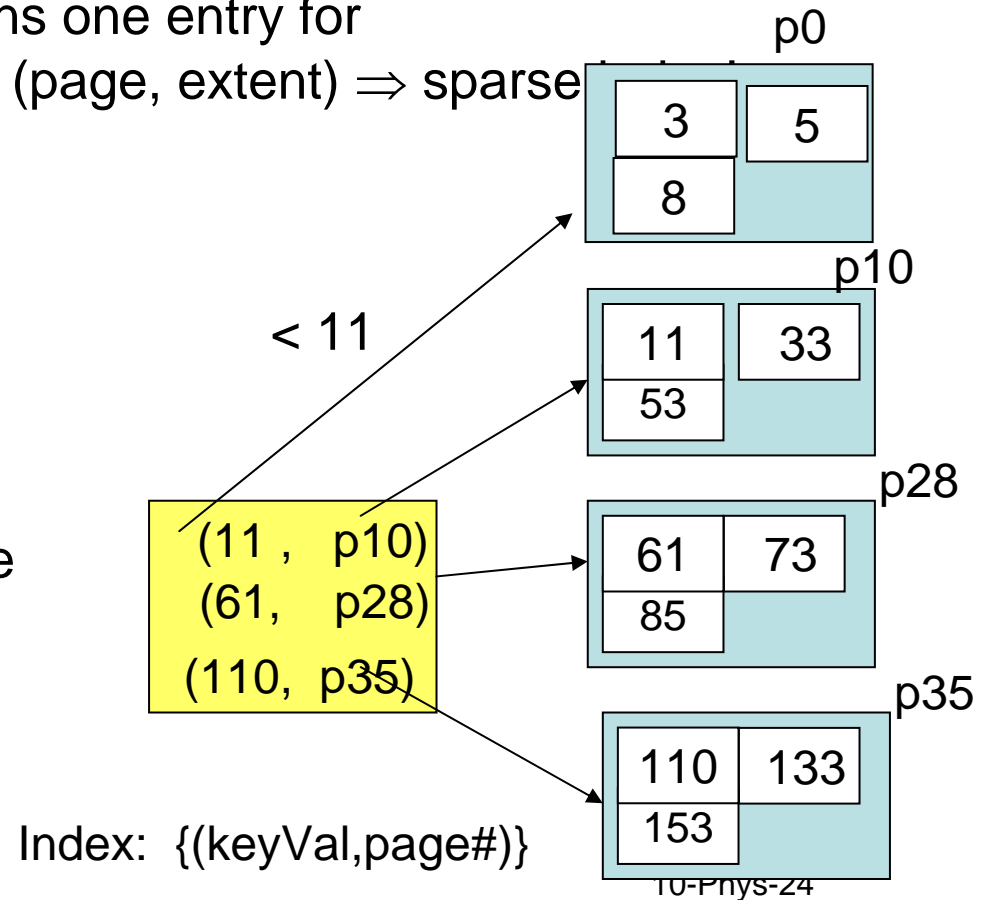 ns one entry for
p0
(page, extent) ⇒ sparse
3 5
8
p10
< 11
11 33
53
p28
(11 , p10)
e
61 73
(61, p28)
85
(110, p35)
p35
110 133
153
Index: {(keyVal,page#)}
10-Phys-24